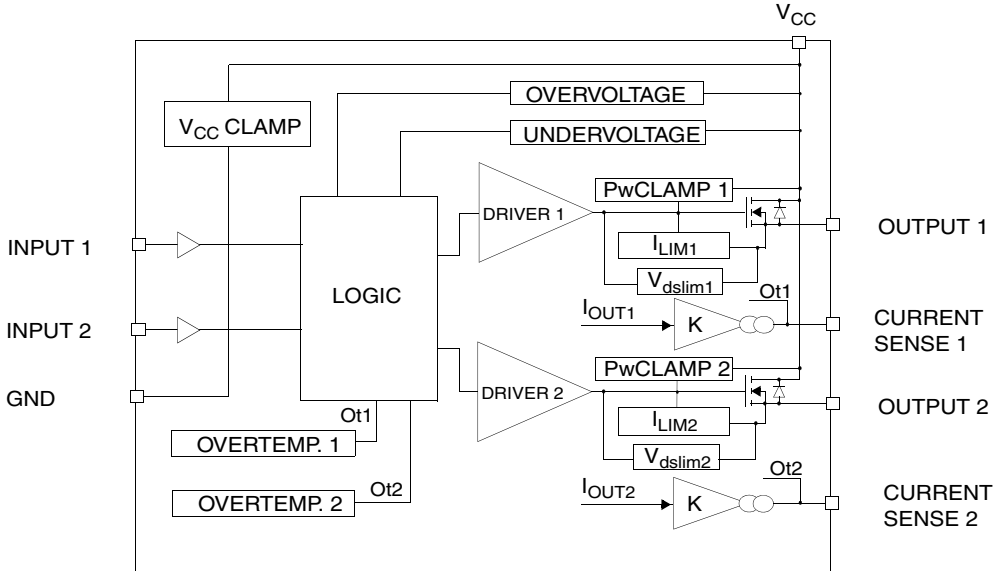 VCC
OVERVOLTAGE
VCC CLAMP
UNDERVOLTAGE
PwCLAMP 1
DRIVER 1
OUTPUT 1
INPUT 1
ILIM1
Vdslim1
LOGIC
Ot1
IOUT1
K
CURRENT
SENSE 1
INPUT 2
PwCLAMP 2
DRIVER 2
GND
OUTPUT 2
Ot1
ILIM2
OVERTEMP. 1
Vdslim2
Ot2
Ot2
IOUT2
K
CURRENT
SENSE 2
OVERTEMP. 2